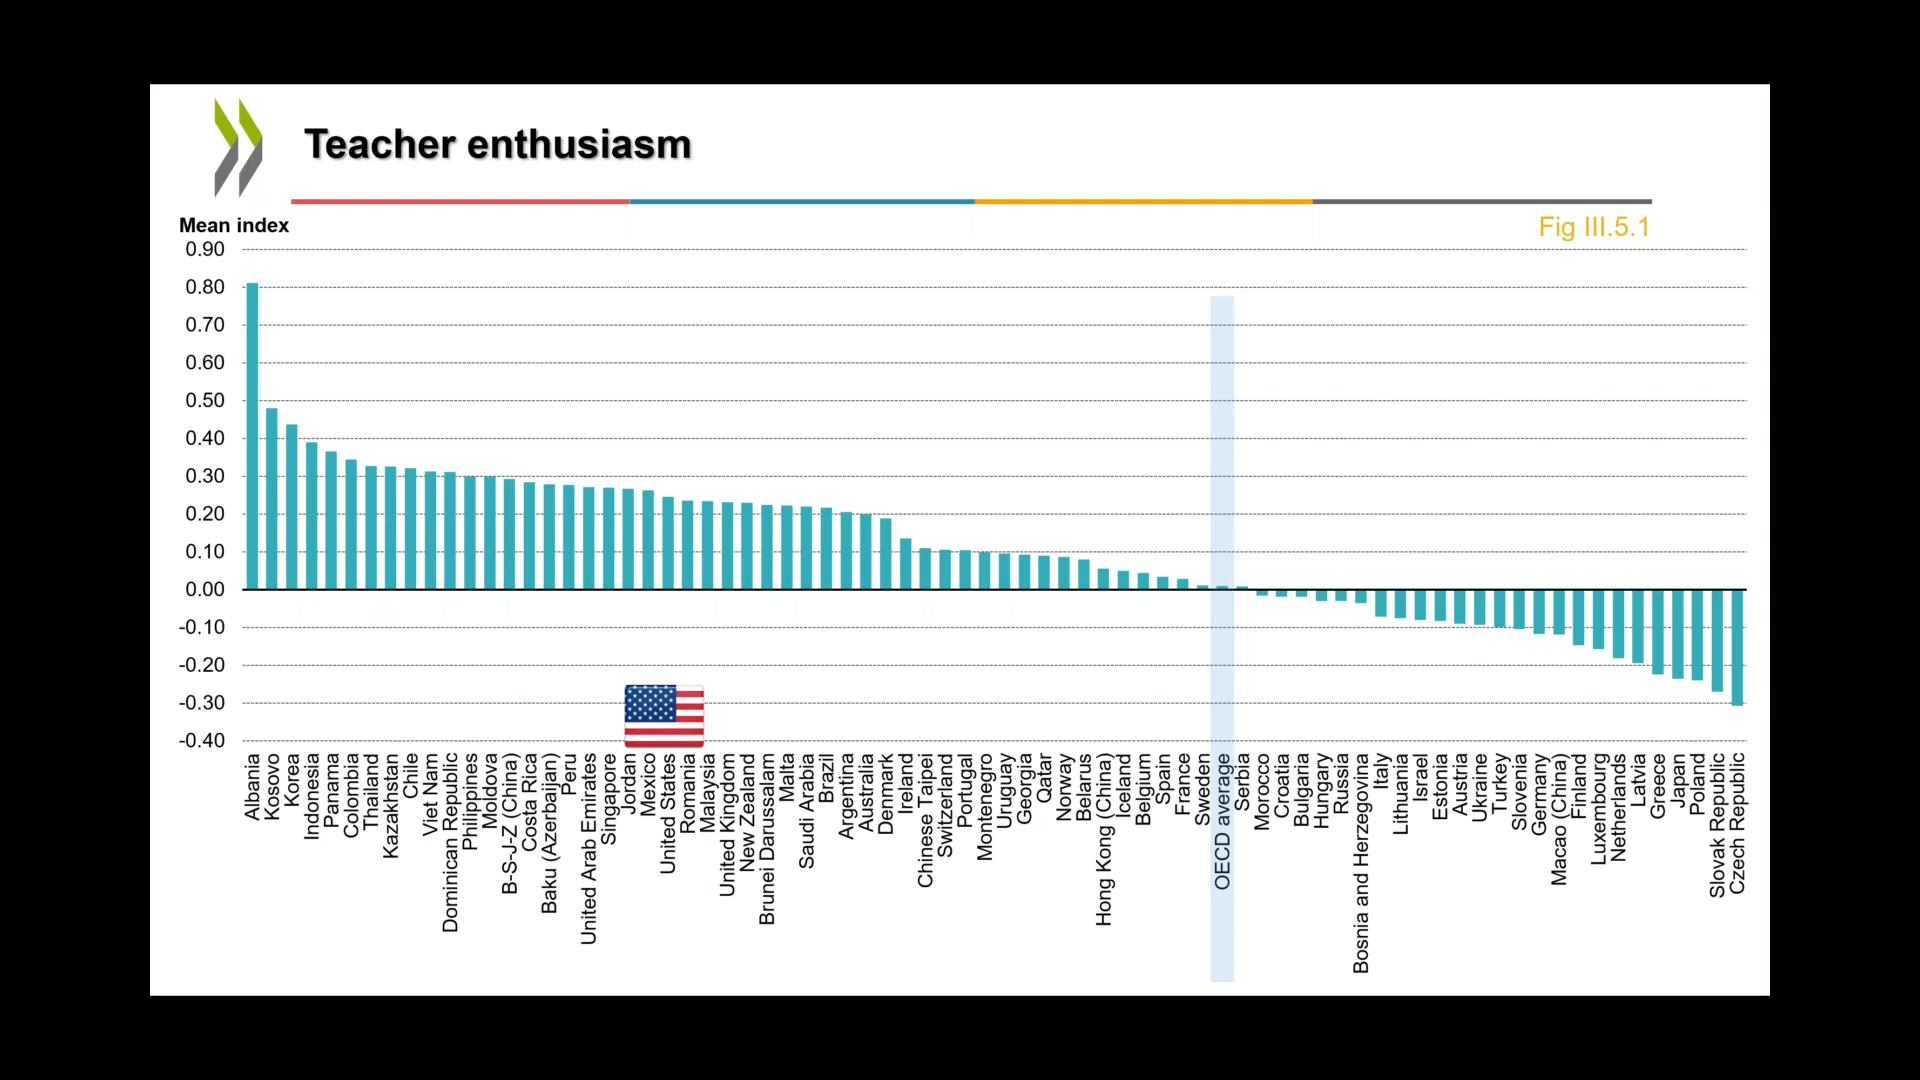 Teacher enthusiasm
Mean index
Fig III.5.1
0.90
0.80
0.70
0.60
0.50
0.40
0.30
0.20
0.10
0.00
-0.10
-0.20
-0.30
-0.40
Albania
Kosovo
Korea
Indonesia
Panama
Colombia
Thailand
Kazakhstan
Chile
Viet Nam
Dominican Republic
Philippines
Moldova
B-S-J-Z (China)
Costa Rica
Baku (Azerbaijan)
Peru
United Arab Emirates
Singapore
Jordan
Mexico
United States
Romania
Malaysia
United Kingdom
New Zealand
Brunei Darussalam
Malta
Saudi Arabia
Brazil
Argentina
Australia
Denmark
Ireland
Chinese Taipei
Switzerland
Portugal
Montenegro
Uruguay
Georgia
Qatar
Norway
Belarus
Hong Kong (China)
Iceland
Belgium
Spain
France
Sweden
OECD average
Serbia
Morocco
Croatia
Bulgaria
Hungary
Russia
Bosnia and Herzegovina
Italy
Lithuania
Israel
Estonia
Austria
Ukraine
Turkey
Slovenia
Germany
Macao (China)
Finland
Luxembourg
Netherlands
Latvia
Greece
Japan
Poland
Slovak Republic
Czech Republic